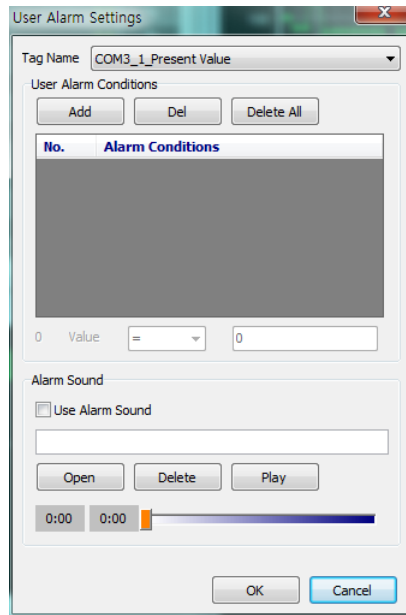 User Alarm Settings
Tag Name COM3_1_Present Value
User Alarm Conditions
Add Del Delete All
No. Alarm Conditions
0 Value = 0
Alarm Sound
Use Alarm Sound
Open Delete Play
0:00 0:00
OK Cancel